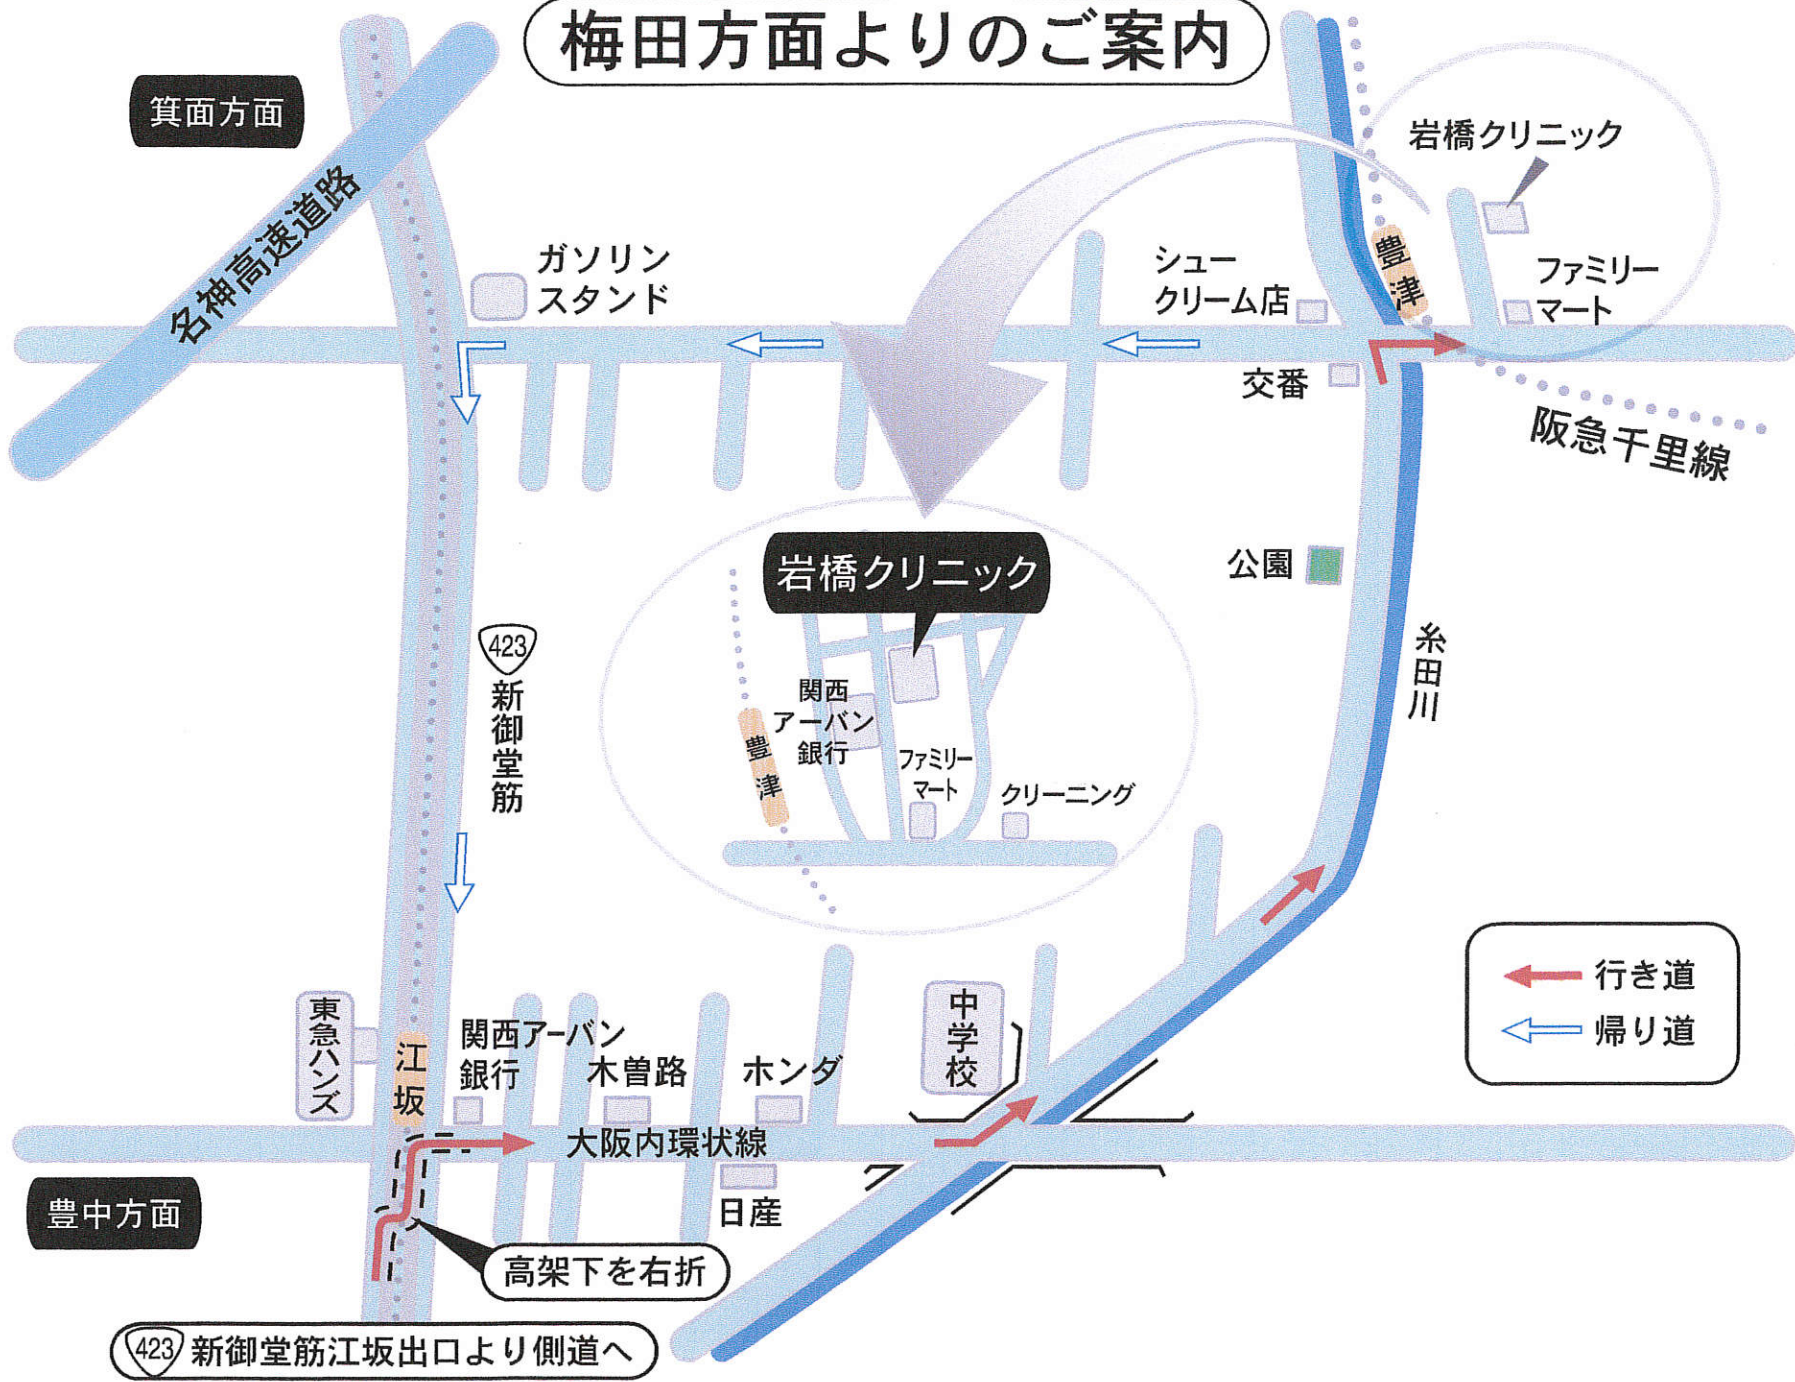 梅田方面よりのご案内
箕面方面
名神高速道路
ガソリン
スタンド
シュー
クリーム店
岩橋クリニック
豊津
ファミリー
マート
交番
阪急千里線
公園
糸田川
423
新御堂筋
岩橋クリニック
関西
アーバン
銀行
豊津
ファミリー
マート
クリーニング
行き道
帰り道
東急ハンズ
江坂
関西アーバン
銀行
木曽路
ホンダ
中学校
大阪内環状線
日産
豊中方面
高架下を右折
423 新御堂筋江坂出口より側道へ